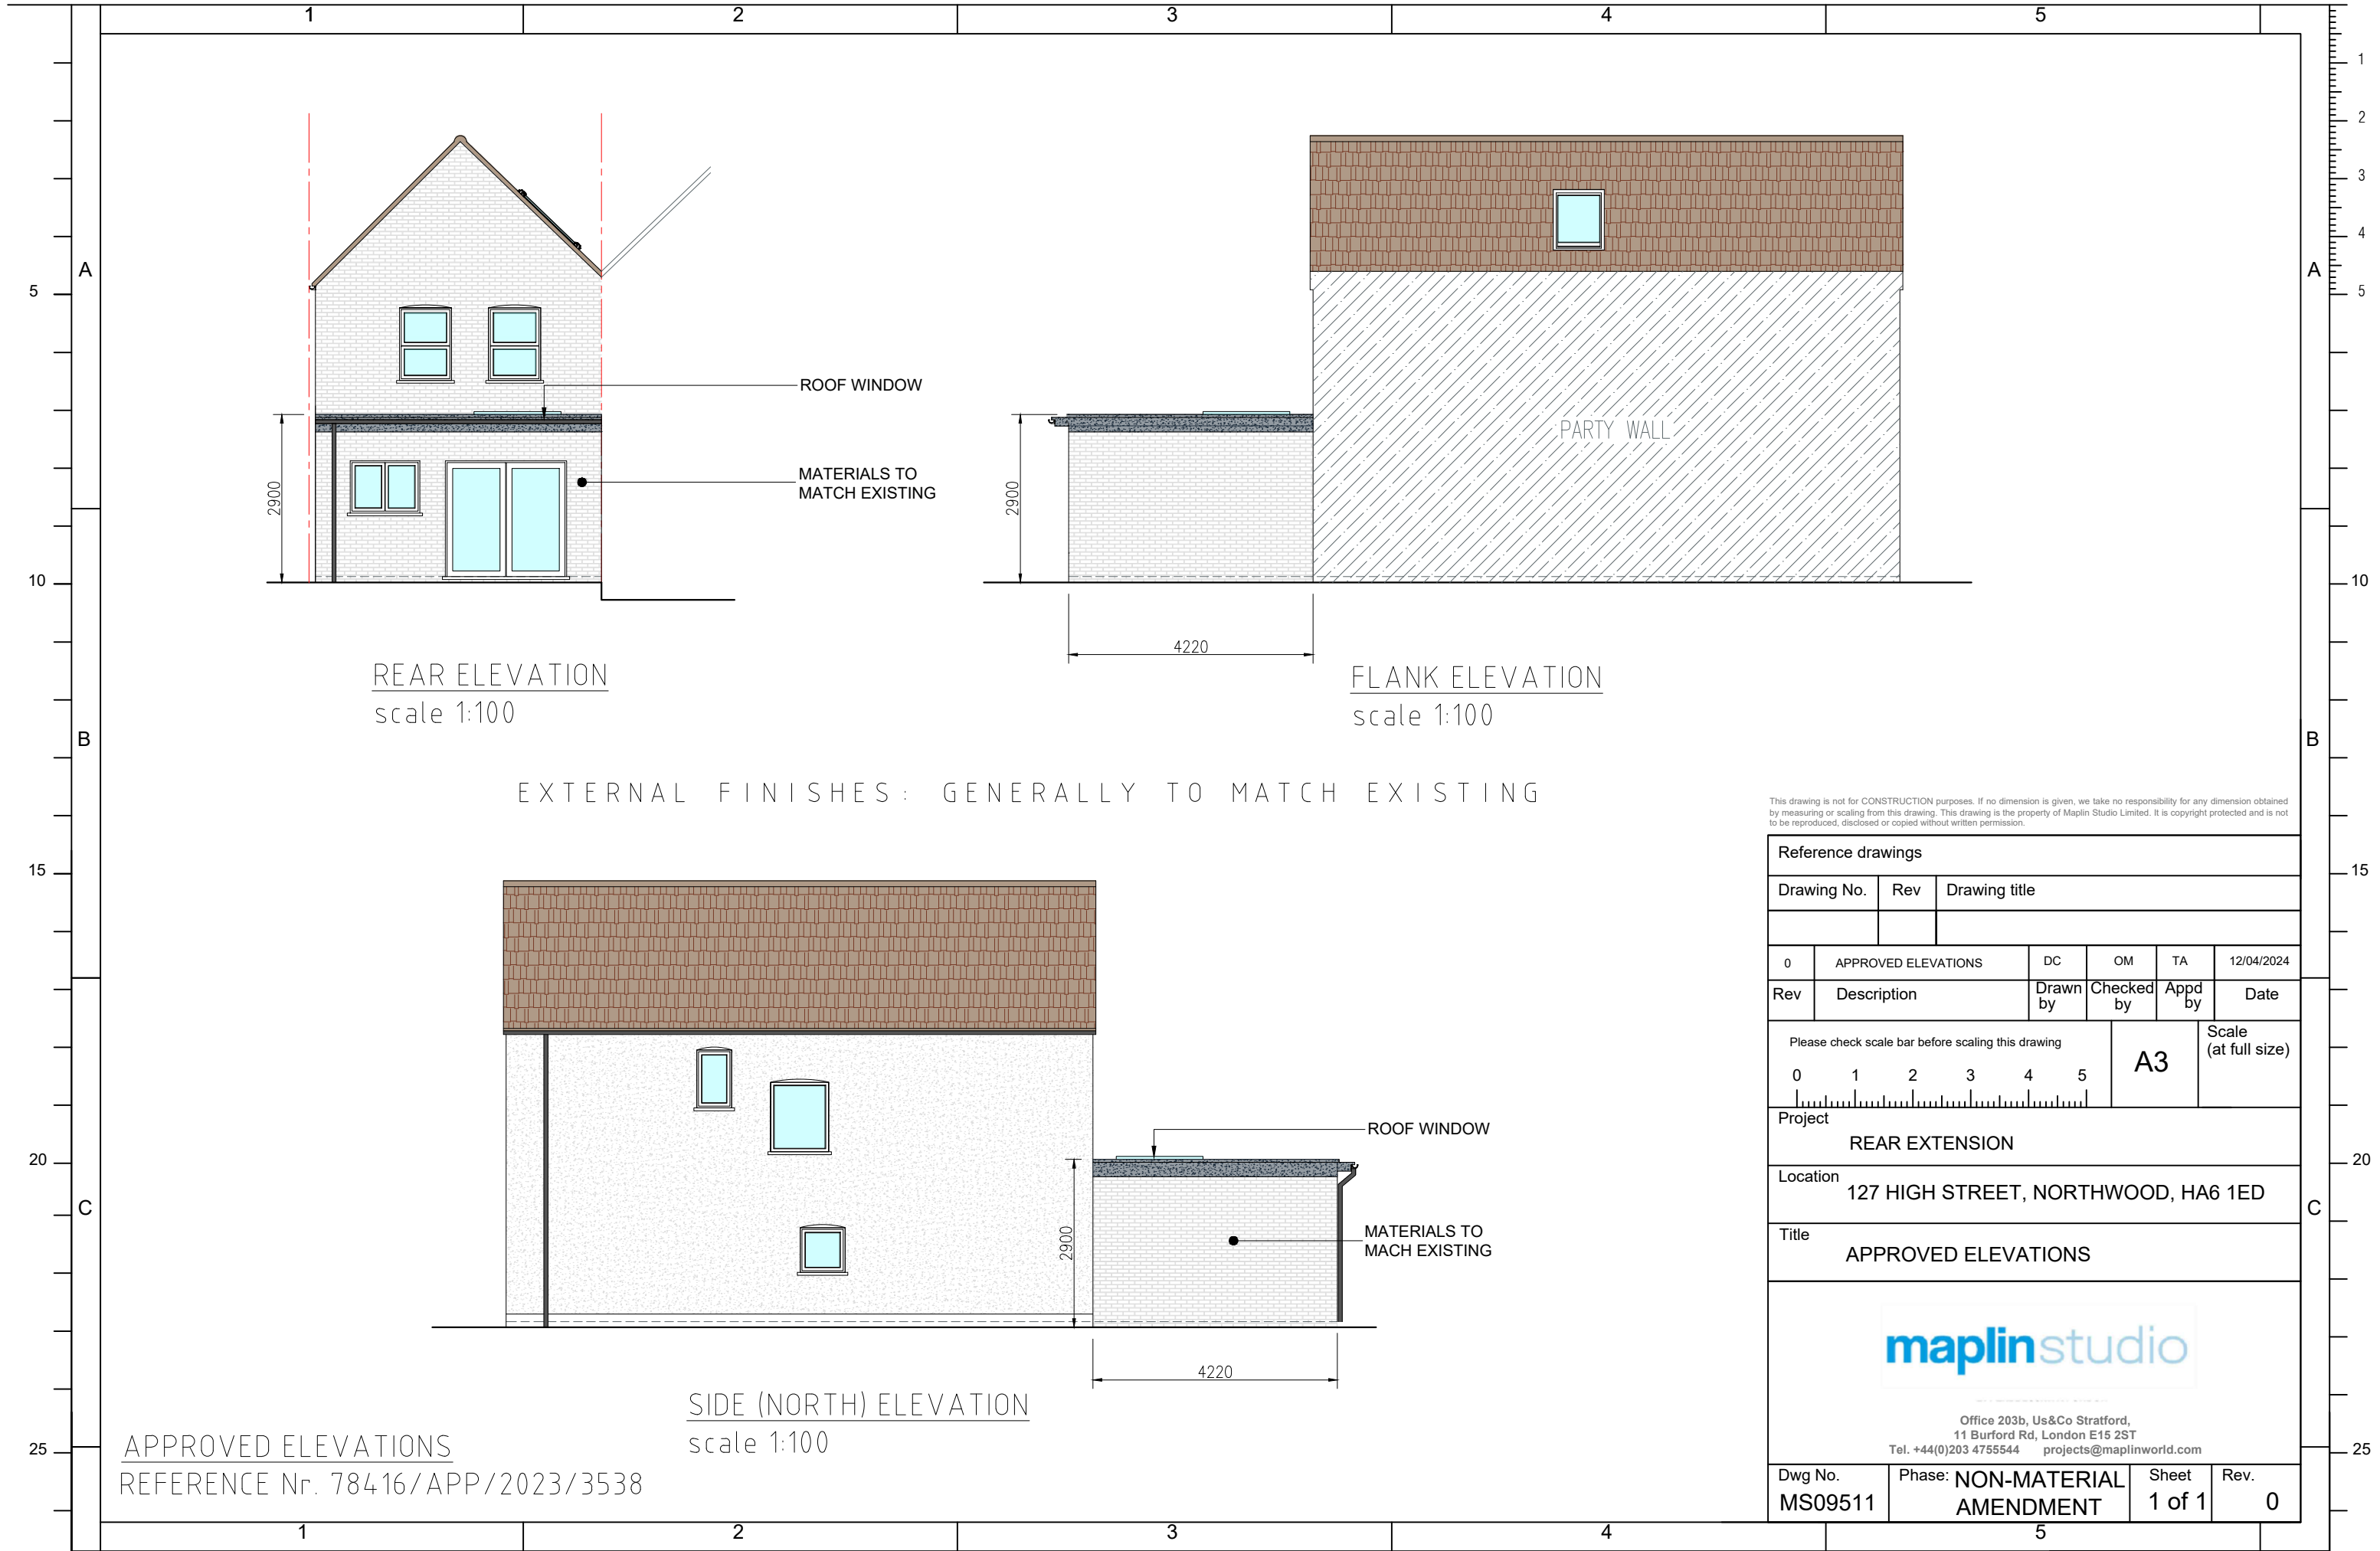 1 2 3 4 5
1
2
3
4
5
A A
5
10 10
B B
15 15
20 20
C C
25 25
1 2 3 4 5
ROOF WINDOW
MATERIALS TO
MATCH EXISTING
2900
REAR ELEVATION
scale 1:100
2900
PARTY WALL
4220
FLANK ELEVATION
scale 1:100
EXTERNAL FINISHES: GENERALLY TO MATCH EXISTING
ROOF WINDOW
MATERIALS TO
MACH EXISTING
2900
4220
SIDE (NORTH) ELEVATION
scale 1:100
APPROVED ELEVATIONS
REFERENCE Nr. 78416/APP/2023/3538
This drawing is not for CONSTRUCTION purposes. If no dimension is given, we take no responsibility for any dimension obtained
by measuring or scaling from this drawing. This drawing is the property of Maplin Studio Limited. It is copyright protected and is not
to be reproduced, disclosed or copied without written permission.
Reference drawings
Drawing No. Rev Drawing title
0 APPROVED ELEVATIONS DC OM TA 12/04/2024
Rev Description Drawn by Checked by Appd by Date
Please check scale bar before scaling this drawing
0 1 2 3 4 5
A3
Scale
(at full size)
Project
REAR EXTENSION
Location
127 HIGH STREET, NORTHWOOD, HA6 1ED
Title
APPROVED ELEVATIONS
maplinstudio
Office 203b, Us&Co Stratford,
11 Burford Rd, London E15 2ST
Tel. +44(0)203 4755544 projects@maplinworld.com
Dwg No.
MS09511
Phase: NON-MATERIAL
AMENDMENT
Sheet
1 of 1
Rev.
0